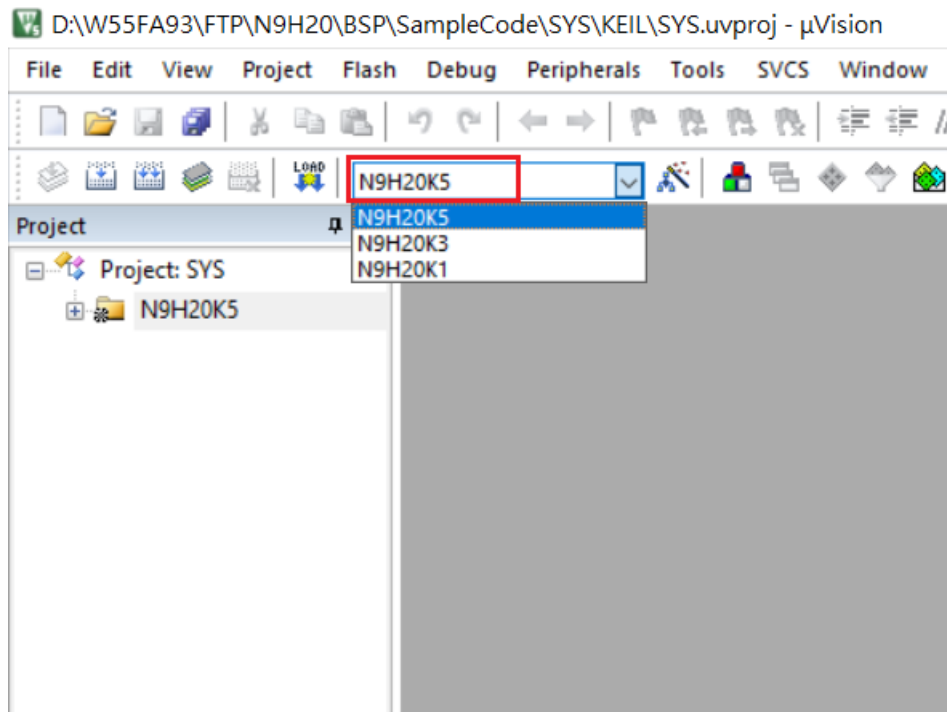 D:\W55FA93\FTP\N9H20\BSP\SampleCode\SYS\KEIL\SYS.uvproj - µVision
File Edit View Project Flash Debug Peripherals Tools SVCS Window
LOAD N9H20K5
Project N9H20K5
N9H20K3
Project: SYS N9H20K1
N9H20K5